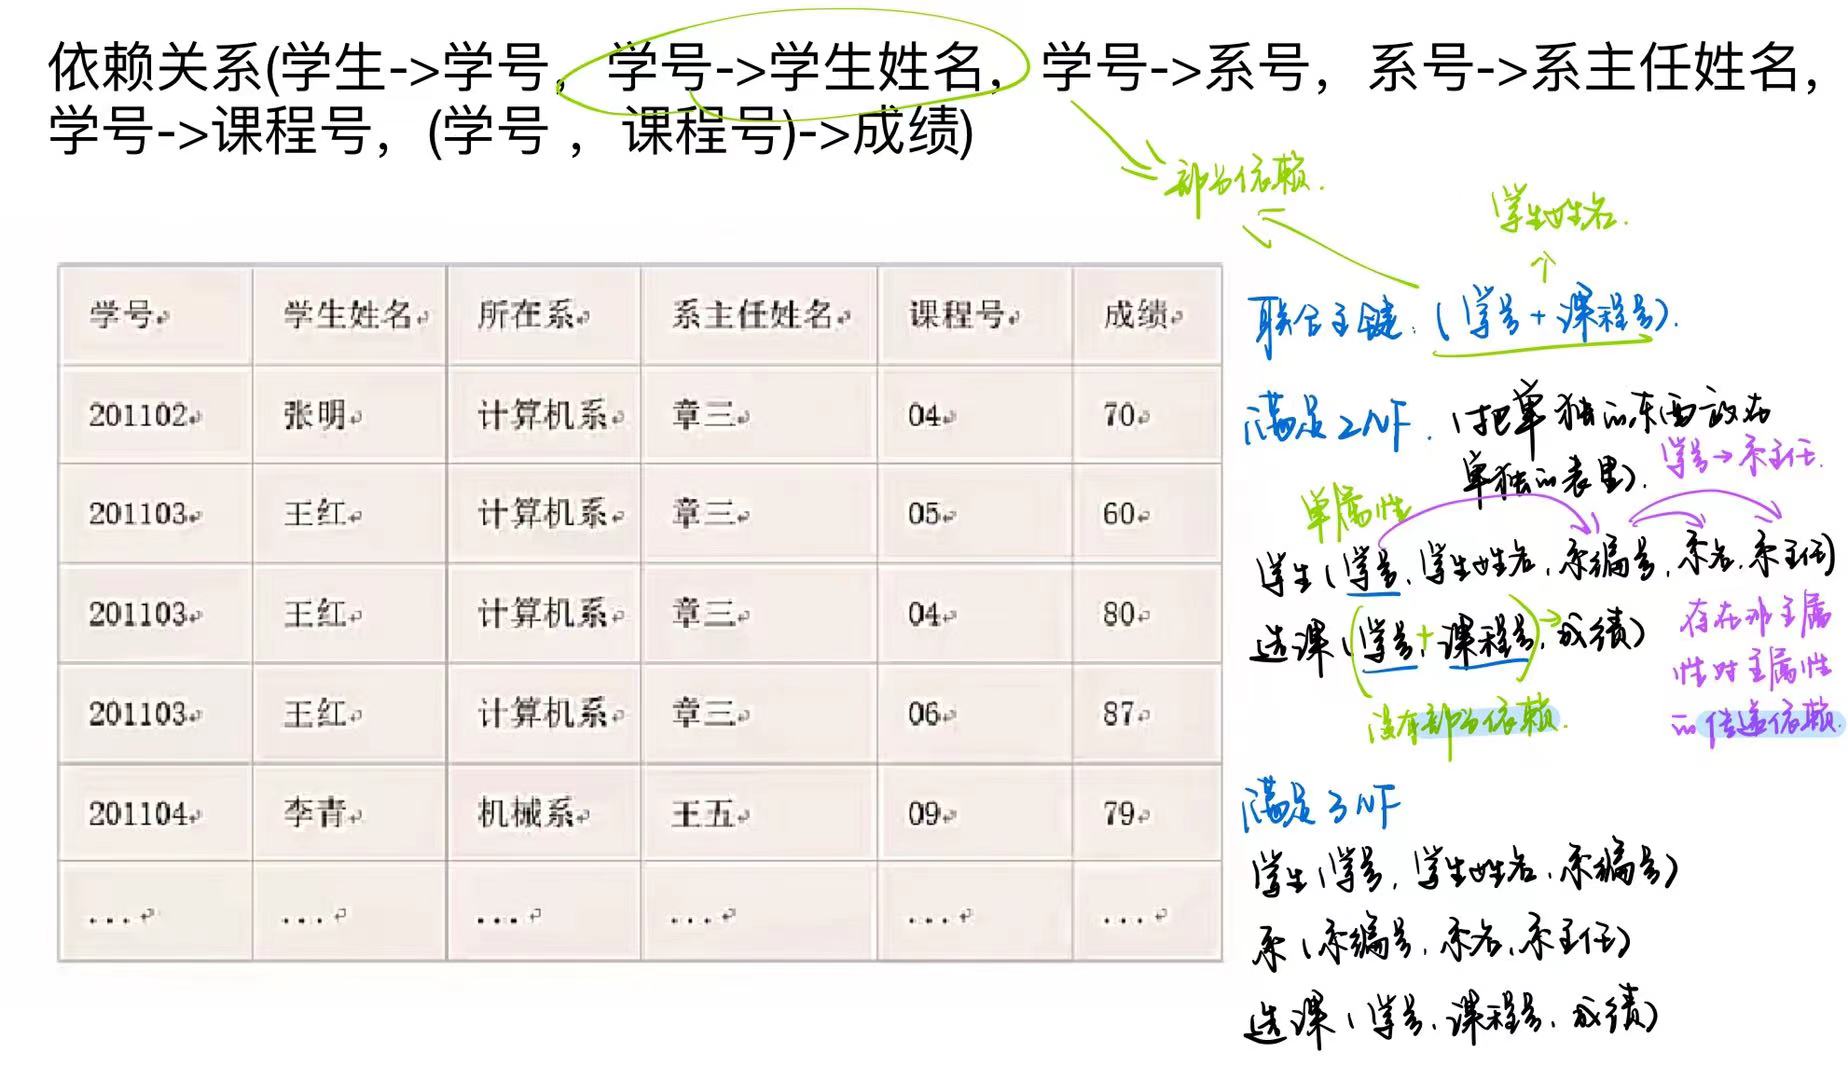 依赖关系(学生->学号，学号->学生姓名，学号->系号，系号->系主任姓名，
学号->课程号，(学号 ，课程号)->成绩)
部分依赖.
学生姓名.
联合主键：(学号+课程号).
满足2NF. (把单独的东西放在
单独的表里).
学号→系主任.
单属性
学生(学号, 学生姓名, 系编号, 系名, 系主任)
选课(学号+课程号, 成绩)
没有部分依赖.
存在非主属
性对主属性
的传递依赖.
满足3NF
学生(学号, 学生姓名, 系编号)
系(系编号, 系名, 系主任)
选课(学号, 课程号, 成绩)
学号 学生姓名 所在系 系主任姓名 课程号 成绩
201102 张明 计算机系 章三 04 70
201103 王红 计算机系 章三 05 60
201103 王红 计算机系 章三 04 80
201103 王红 计算机系 章三 06 87
201104 李青 机械系 王五 09 79
... ... ... ... ... ...